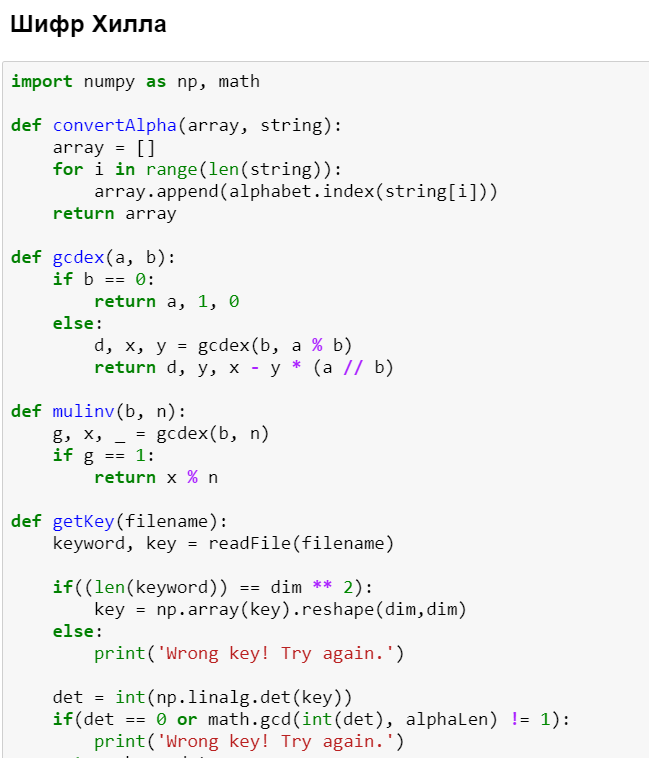 Шифр Хилла
import numpy as np, math
def convertAlpha(array, string):
    array = []
    for i in range(len(string)):
        array.append(alphabet.index(string[i]))
    return array
def gcdex(a, b):
    if b == 0:
        return a, 1, 0
    else:
        d, x, y = gcdex(b, a % b)
        return d, y, x - y * (a // b)
def mulinv(b, n):
    g, x, _ = gcdex(b, n)
    if g == 1:
        return x % n
def getKey(filename):
    keyword, key = readFile(filename)
    if((len(keyword)) == dim ** 2):
        key = np.array(key).reshape(dim,dim)
    else:
        print('Wrong key! Try again.')
    det = int(np.linalg.det(key))
    if(det == 0 or math.gcd(int(det), alphaLen) != 1):
        print('Wrong key! Try again.')